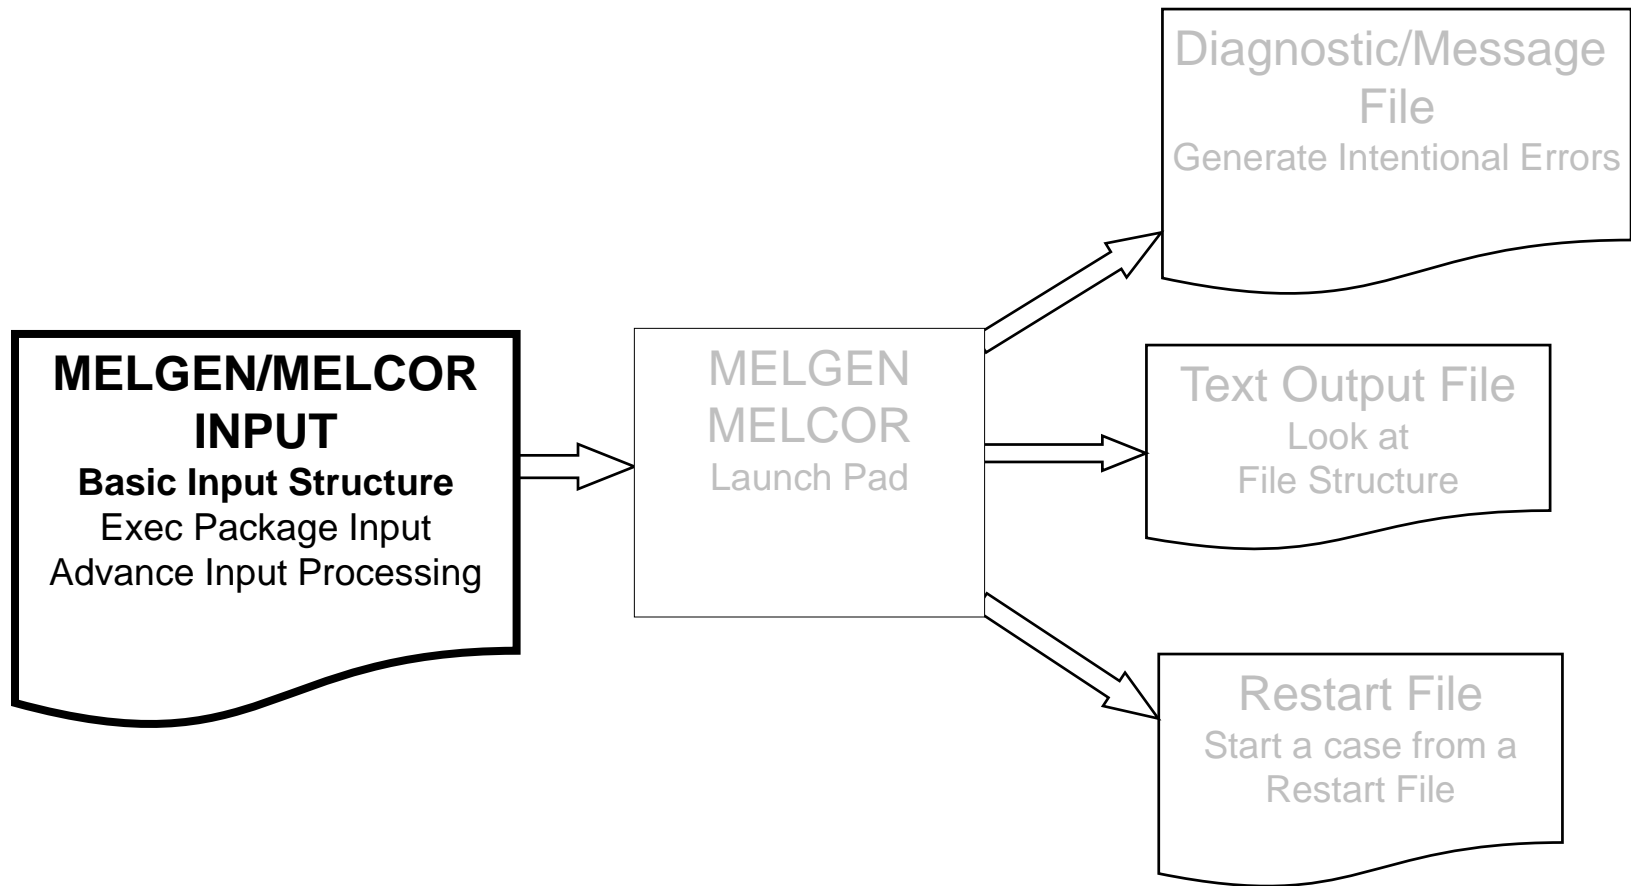 MELGEN/MELCOR
INPUT
Basic Input Structure
Exec Package Input
Advance Input Processing
MELGEN
MELCOR
Launch Pad
Diagnostic/Message
File
Generate Intentional Errors
Text Output File
Look at
File Structure
Restart File
Start a case from a
Restart File